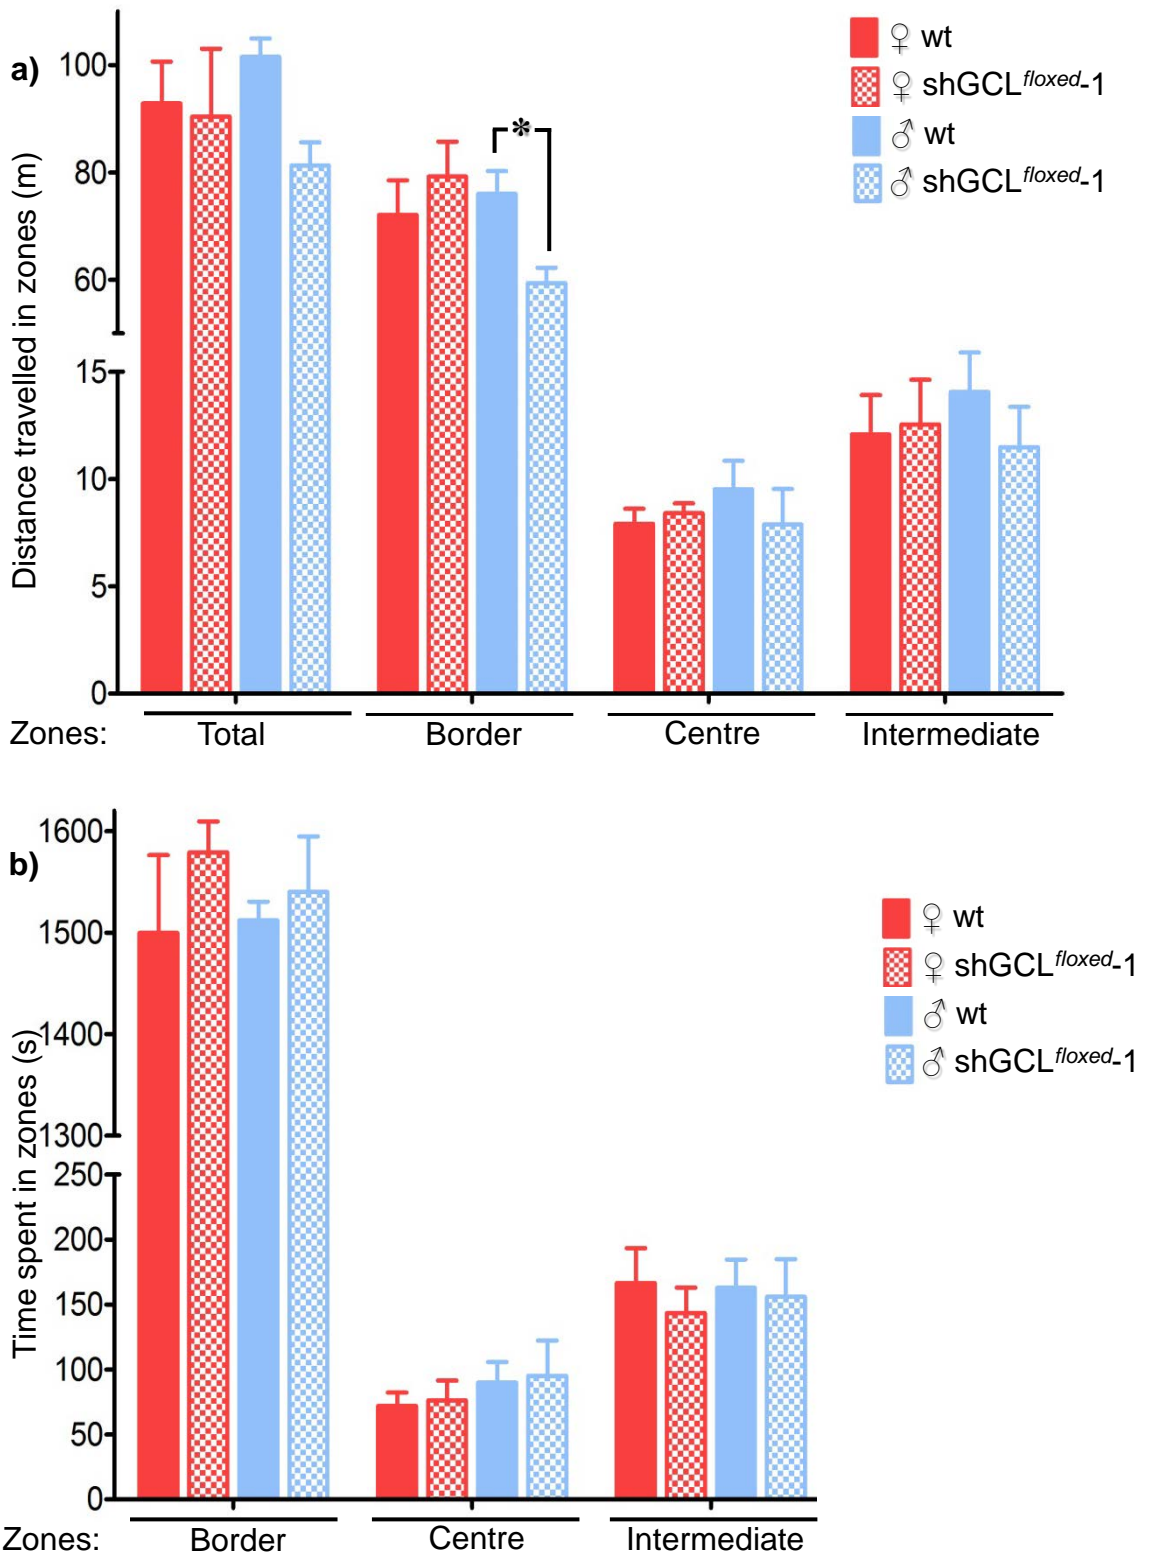 a)
Distance travelled in zones (m)
100
80
60
15
10
5
0
♀ wt
♀ shGCLfloxed-1
♂ wt
♂ shGCLfloxed-1
*
Zones: Total Border Centre Intermediate
b)
Time spent in zones (s)
1600
1500
1400
1300
250
200
150
100
50
0
♀ wt
♀ shGCLfloxed-1
♂ wt
♂ shGCLfloxed-1
Zones: Border Centre Intermediate